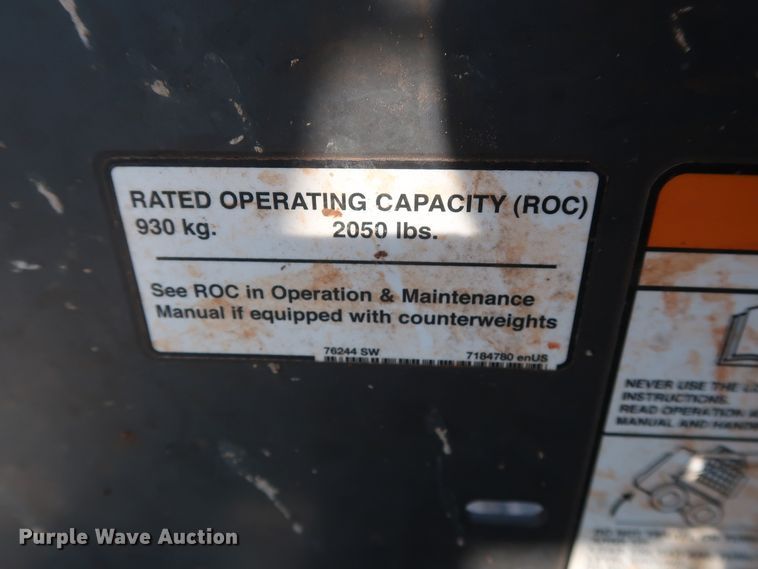 RATED OPERATING CAPACITY (ROC)
930 kg. 2050 lbs.
See ROC in Operation & Maintenance
Manual if equipped with counterweights
76244 SW 7184780 enUS
NEVER USE THE
INSTRUCTIONS.
READ OPERATION
MANUAL AND
Purple Wave Auction